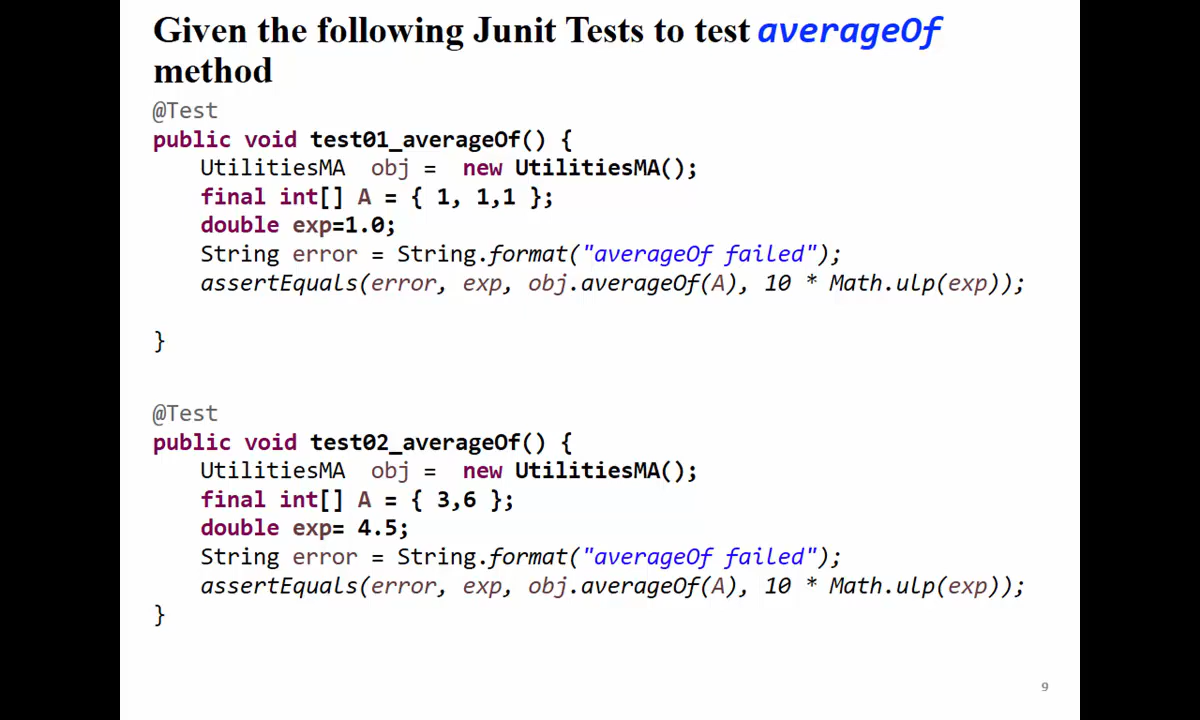 Given the following Junit Tests to test averageOf
method
@Test
public void test01_averageOf() {
UtilitiesMA obj = new UtilitiesMA();
final int[] A = { 1, 1,1 };
double exp=1.0;
String error = String.format("averageOf failed");
assertEquals(error, exp, obj.averageOf(A), 10 * Math.ulp(exp));
}
@Test
public void test02_averageOf() {
UtilitiesMA obj = new UtilitiesMA();
final int[] A = { 3,6 };
double exp= 4.5;
String error = String.format("averageOf failed");
assertEquals(error, exp, obj.averageOf(A), 10 * Math.ulp(exp));
}
9